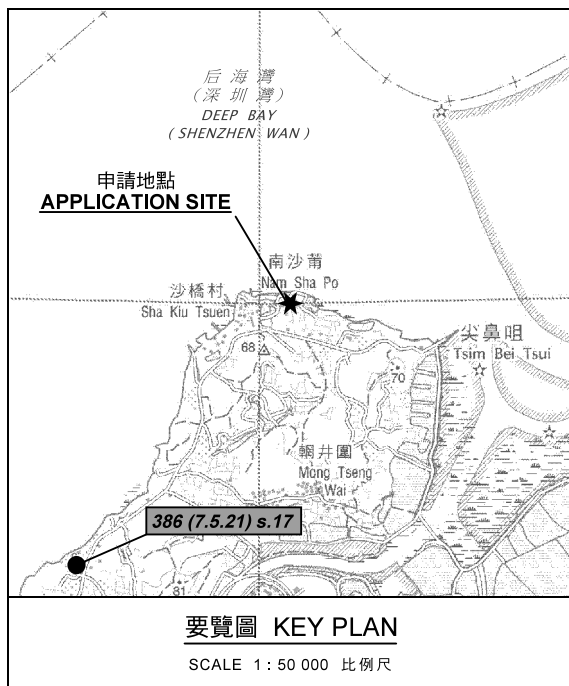 后海灣
(深圳灣)
DEEP BAY
(SHENZHEN WAN)
申請地點
APPLICATION SITE
南沙莆
Nam Sha Po
沙橋村
Sha Kiu Tsuen
尖鼻咀
Tsim Bei Tsui
68
70
輞井圍
Mong Tseng
Wai
386 (7.5.21) s.17
81
要覽圖 KEY PLAN
SCALE 1 : 50 000 比例尺